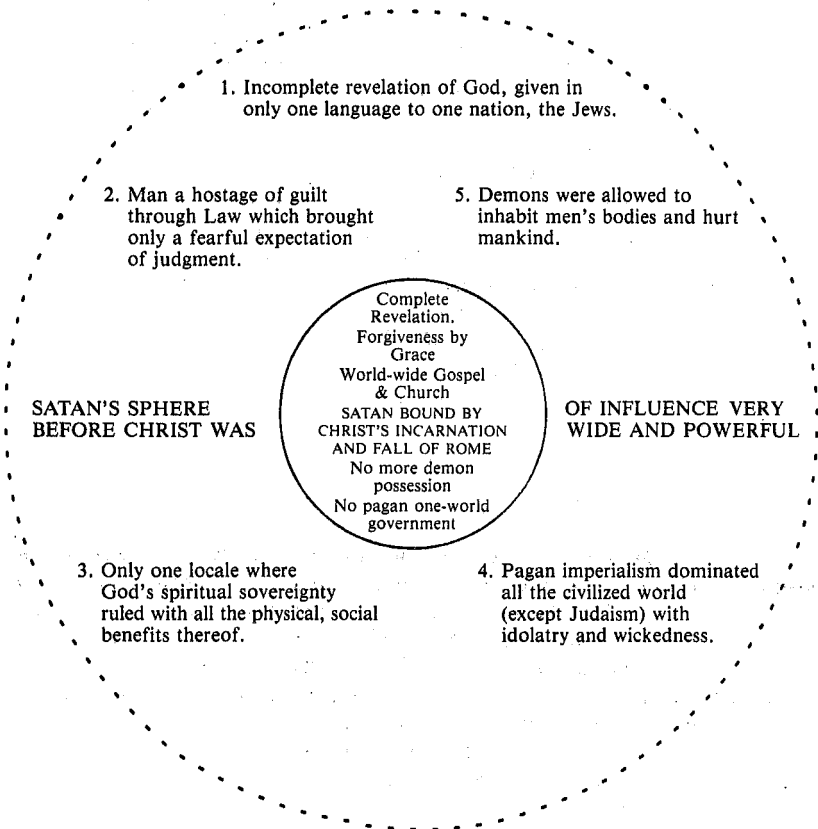 1. Incomplete revelation of God, given in
only one language to one nation, the Jews.
2. Man a hostage of guilt
through Law which brought
only a fearful expectation
of judgment.
5. Demons were allowed to
inhabit men's bodies and hurt
mankind.
Complete
Revelation.
Forgiveness by
Grace
World-wide Gospel
& Church
SATAN BOUND BY
CHRIST'S INCARNATION
AND FALL OF ROME
No more demon
possession
No pagan one-world
government
SATAN'S SPHERE
BEFORE CHRIST WAS
OF INFLUENCE VERY
WIDE AND POWERFUL
3. Only one locale where
God's spiritual sovereignty
ruled with all the physical, social
benefits thereof.
4. Pagan imperialism dominated
all the civilized world
(except Judaism) with
idolatry and wickedness.